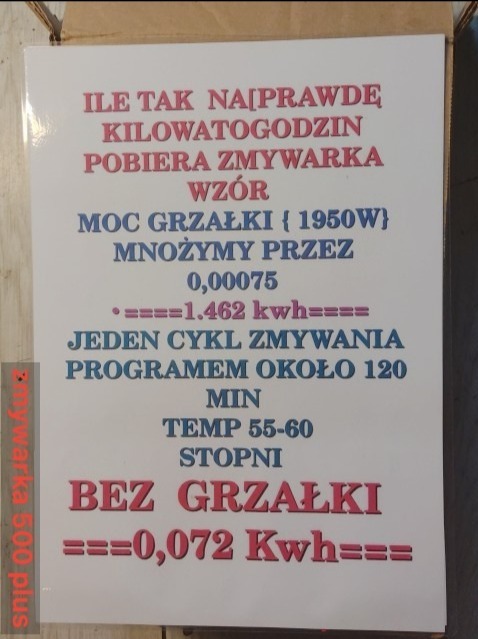 ILE TAK NA[PRAWDĘ
KILOWATOGODZIN
POBIERA ZMYWARKA
WZÓR
MOC GRZAŁKI { 1950W}
MNOŻYMY PRZEZ
0,00075
•====1.462 kwh====
JEDEN CYKL ZMYWANIA
PROGRAMEM OKOŁO 120
MIN
TEMP 55-60
STOPNI
BEZ GRZAŁKI
===0,072 Kwh===
zmywarka 500 plus